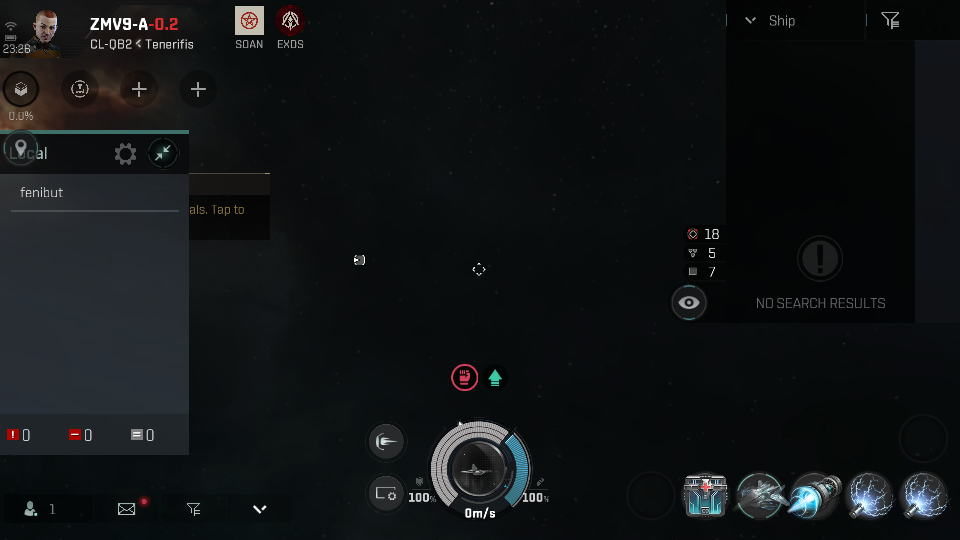 ZMV9-A-0.2
23:26
CL-QB2 < Tenerifis
SOAN
EXOS
Ship
0.0%
Local
fenibut
als. Tap to
18
5
7
NO SEARCH RESULTS
0
0
0
100%
100%
0m/s
1